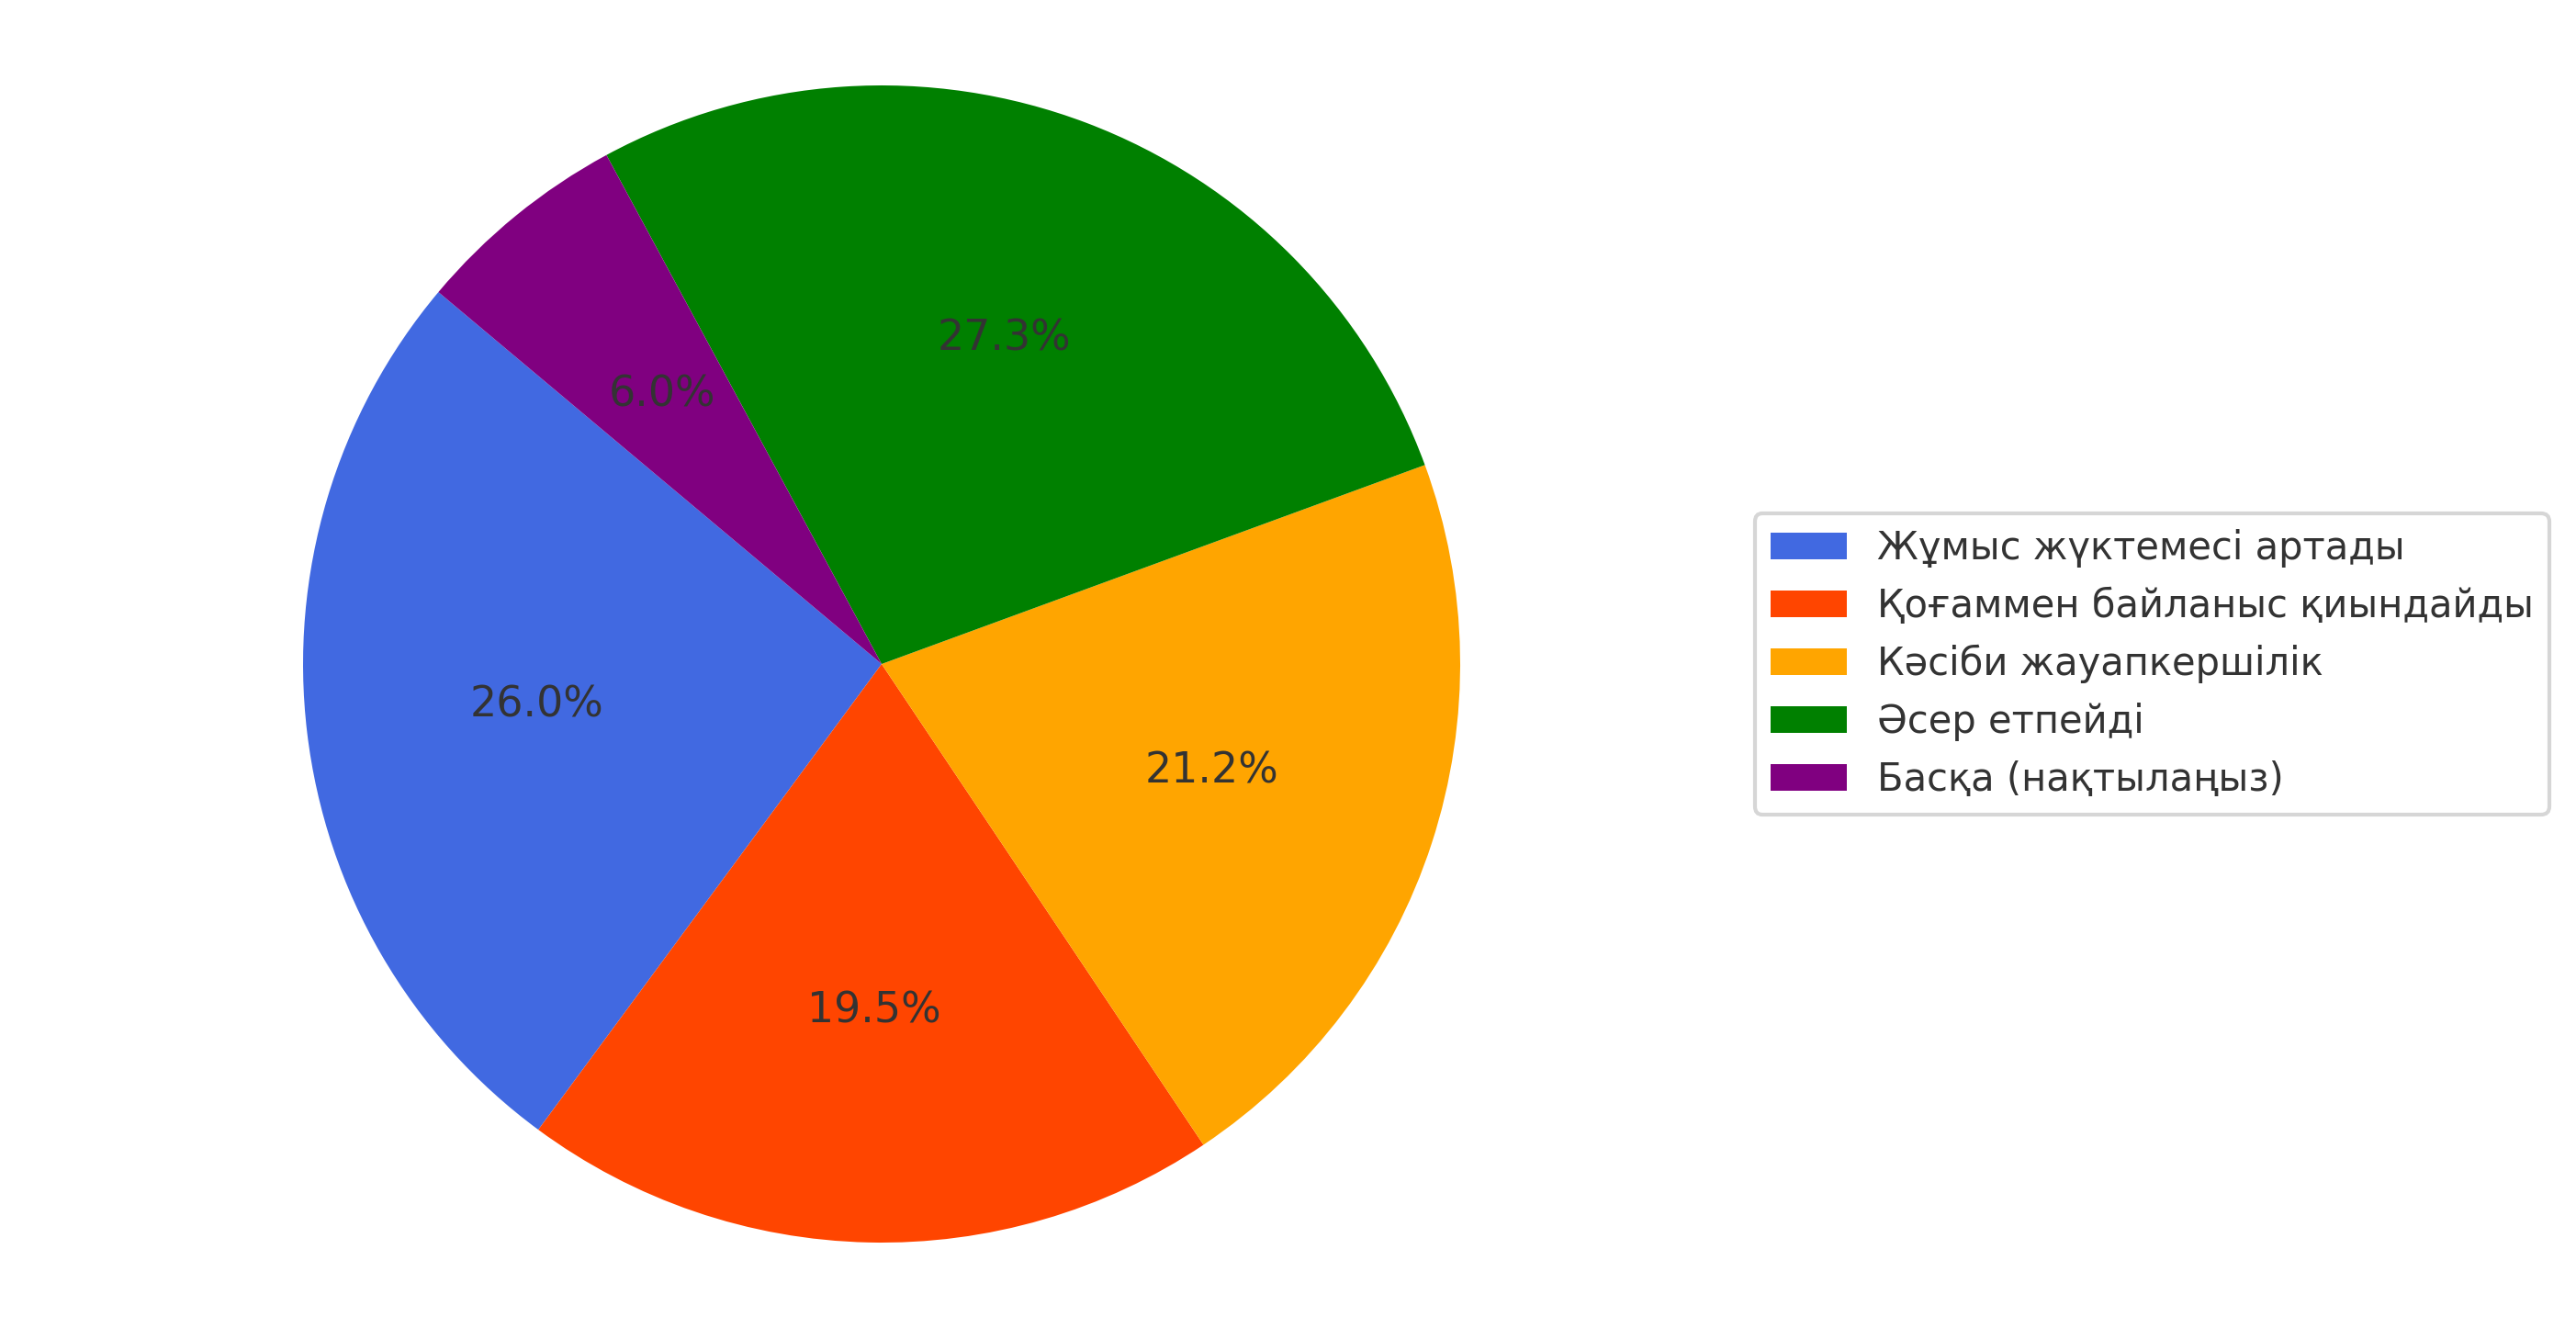 27.3%
6.0%
26.0%
21.2%
19.5%
Жұмыс жүктемесі артады
Қоғаммен байланыс қиындайды
Кәсіби жауапкершілік
Әсер етпейді
Басқа (нақтылаңыз)